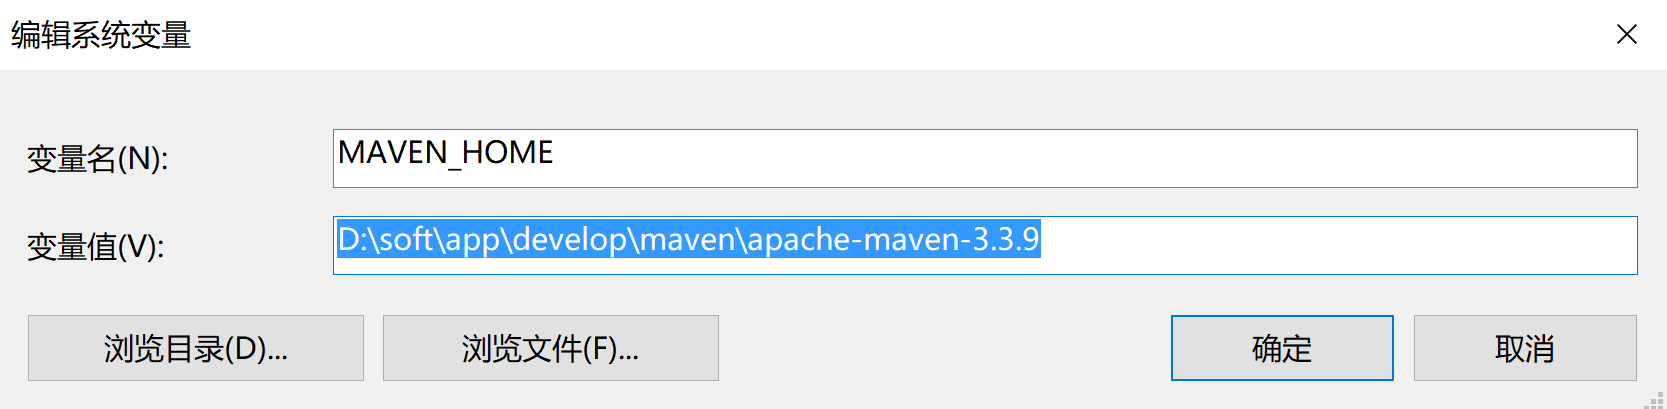 编辑系统变量
变量名(N):
MAVEN_HOME
变量值(V):
D:\soft\app\develop\maven\apache-maven-3.3.9
浏览目录(D)...
浏览文件(F)...
确定
取消